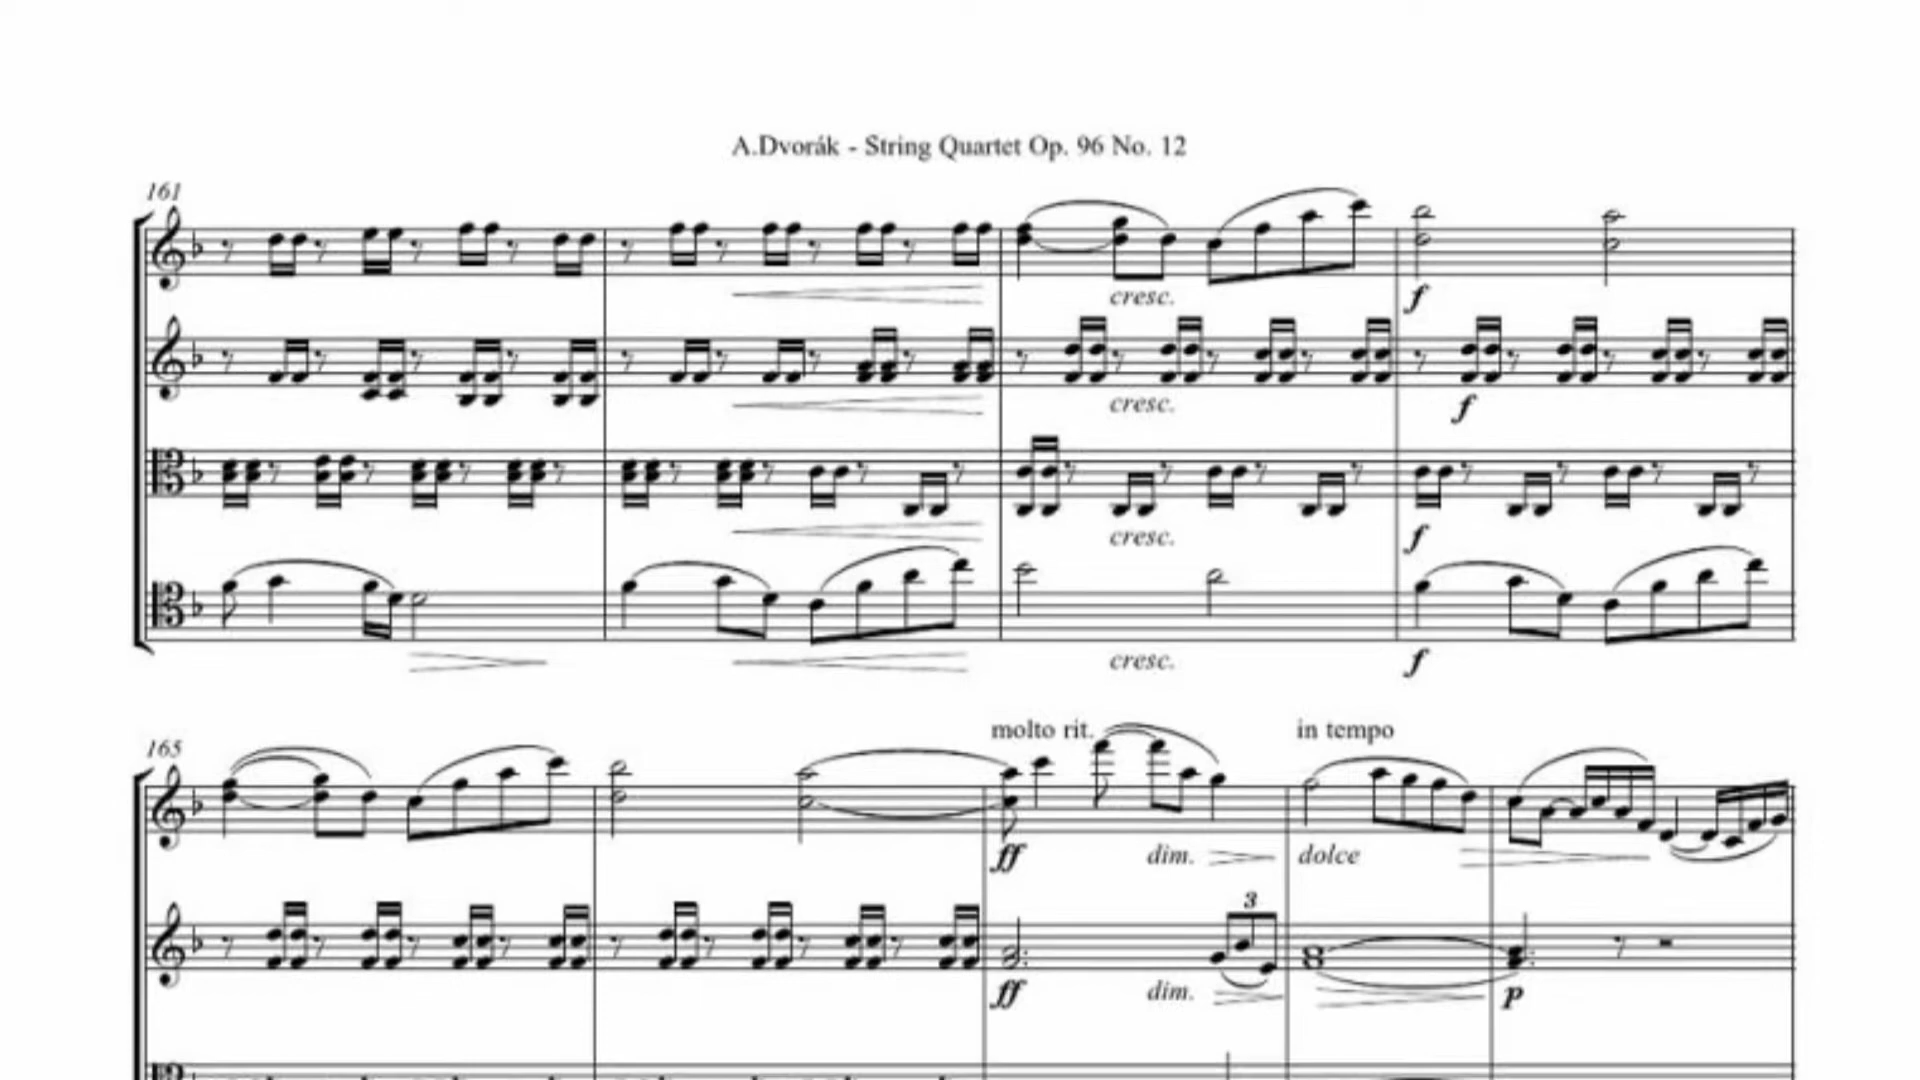 A.Dvorák - String Quartet Op. 96 No. 12
161
cresc. f
cresc. f
cresc. f
cresc. f
165 molto rit. in tempo
ff dim. dolce
3
ff dim. p